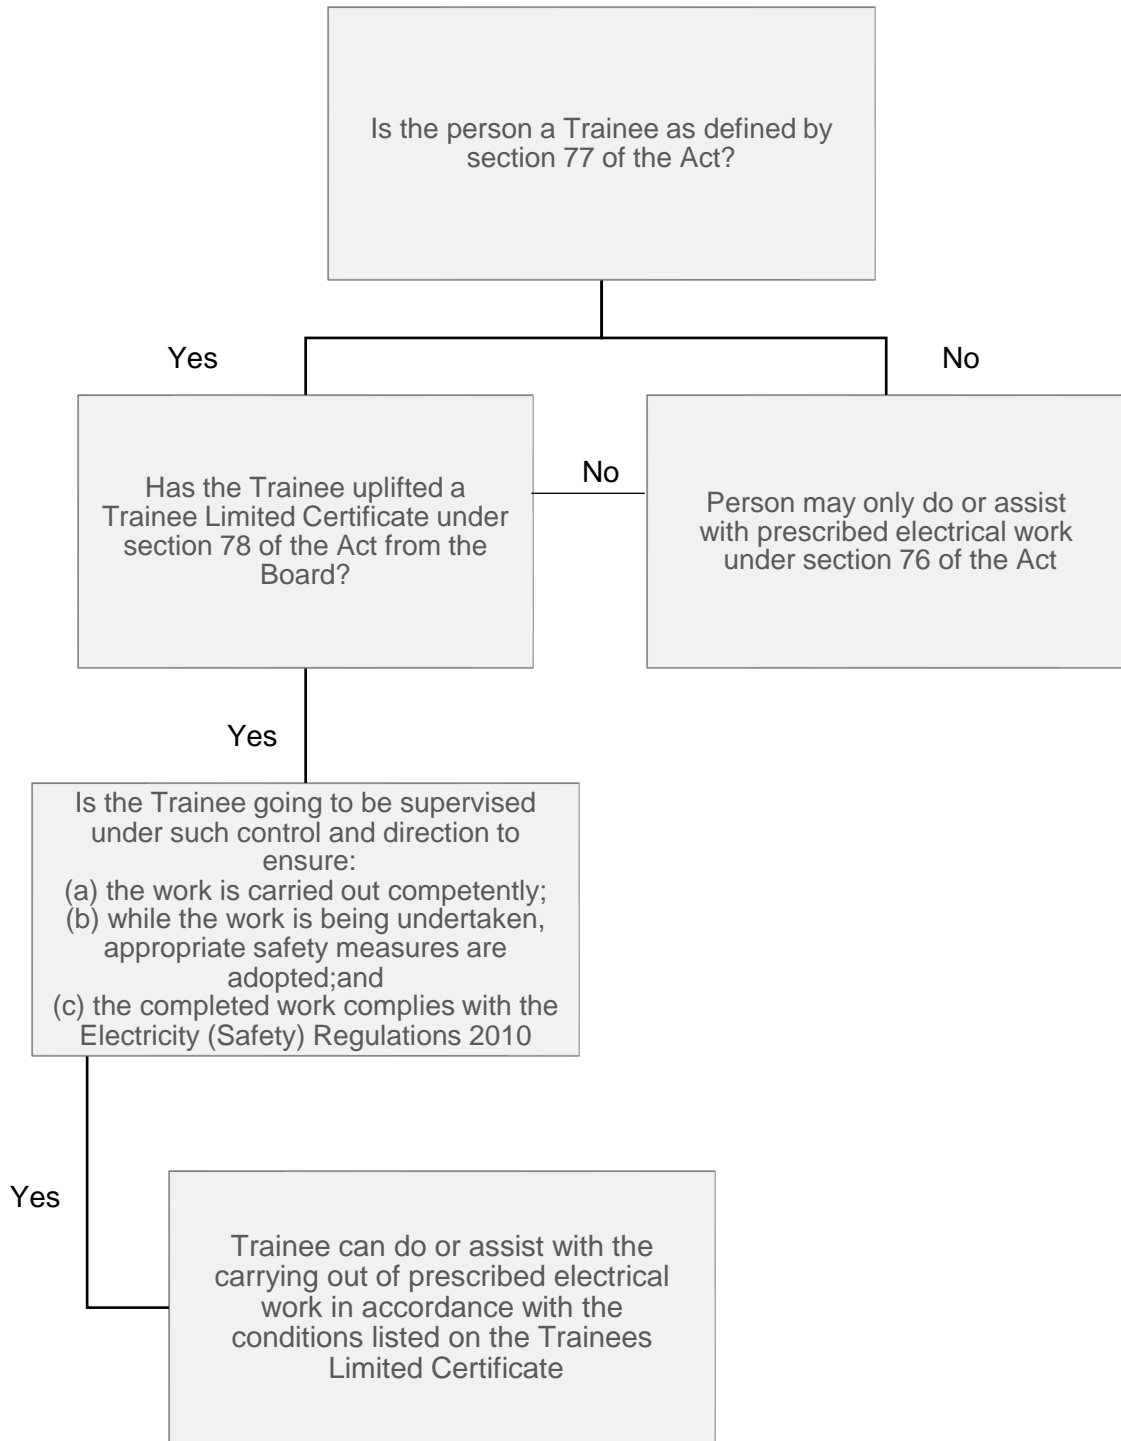 Is the person a Trainee as defined by
section 77 of the Act?
Yes
No
Has the Trainee uplifted a
Trainee Limited Certificate under
section 78 of the Act from the
Board?
No
Person may only do or assist
with prescribed electrical work
under section 76 of the Act
Yes
Is the Trainee going to be supervised
under such control and direction to
ensure:
(a) the work is carried out competently;
(b) while the work is being undertaken,
appropriate safety measures are
adopted;and
(c) the completed work complies with the
Electricity (Safety) Regulations 2010
Yes
Trainee can do or assist with the
carrying out of prescribed electrical
work in accordance with the
conditions listed on the Trainees
Limited Certificate